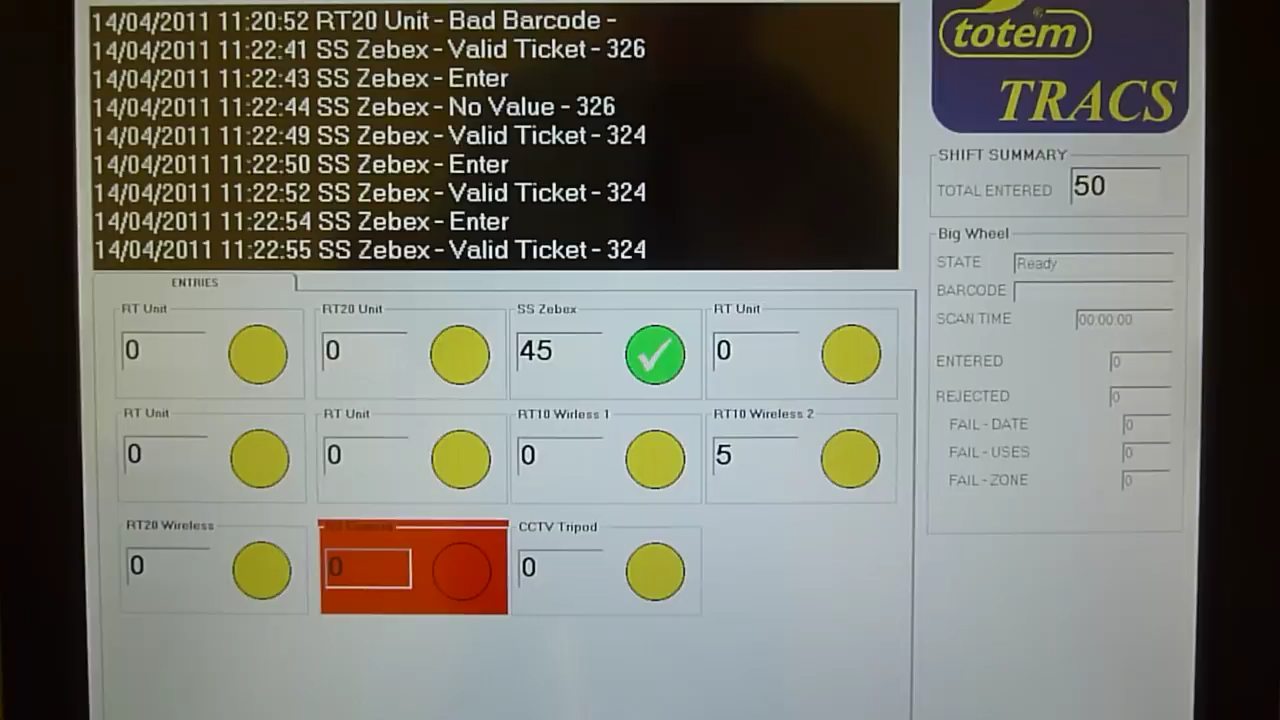 14/04/2011 11:20:52 RT20 Unit - Bad Barcode -
14/04/2011 11:22:41 SS Zebex - Valid Ticket - 326
14/04/2011 11:22:43 SS Zebex - Enter
14/04/2011 11:22:44 SS Zebex - No Value - 326
14/04/2011 11:22:49 SS Zebex - Valid Ticket - 324
14/04/2011 11:22:50 SS Zebex - Enter
14/04/2011 11:22:52 SS Zebex - Valid Ticket - 324
14/04/2011 11:22:54 SS Zebex - Enter
14/04/2011 11:22:55 SS Zebex - Valid Ticket - 324
totem®
TRACS
SHIFT SUMMARY
TOTAL ENTERED 50
Big Wheel
STATE Ready
BARCODE
SCAN TIME 00:00:00
ENTERED 0
REJECTED 0
FAIL - DATE 0
FAIL - USES 0
FAIL - ZONE 0
ENTRIES
RT Unit RT20 Unit SS Zebex RT Unit
0 0 45 0
RT Unit RT Unit RT10 Wirless 1 RT10 Wireless 2
0 0 0 5
RT20 Wireless CCTV Tripod
0 0 0